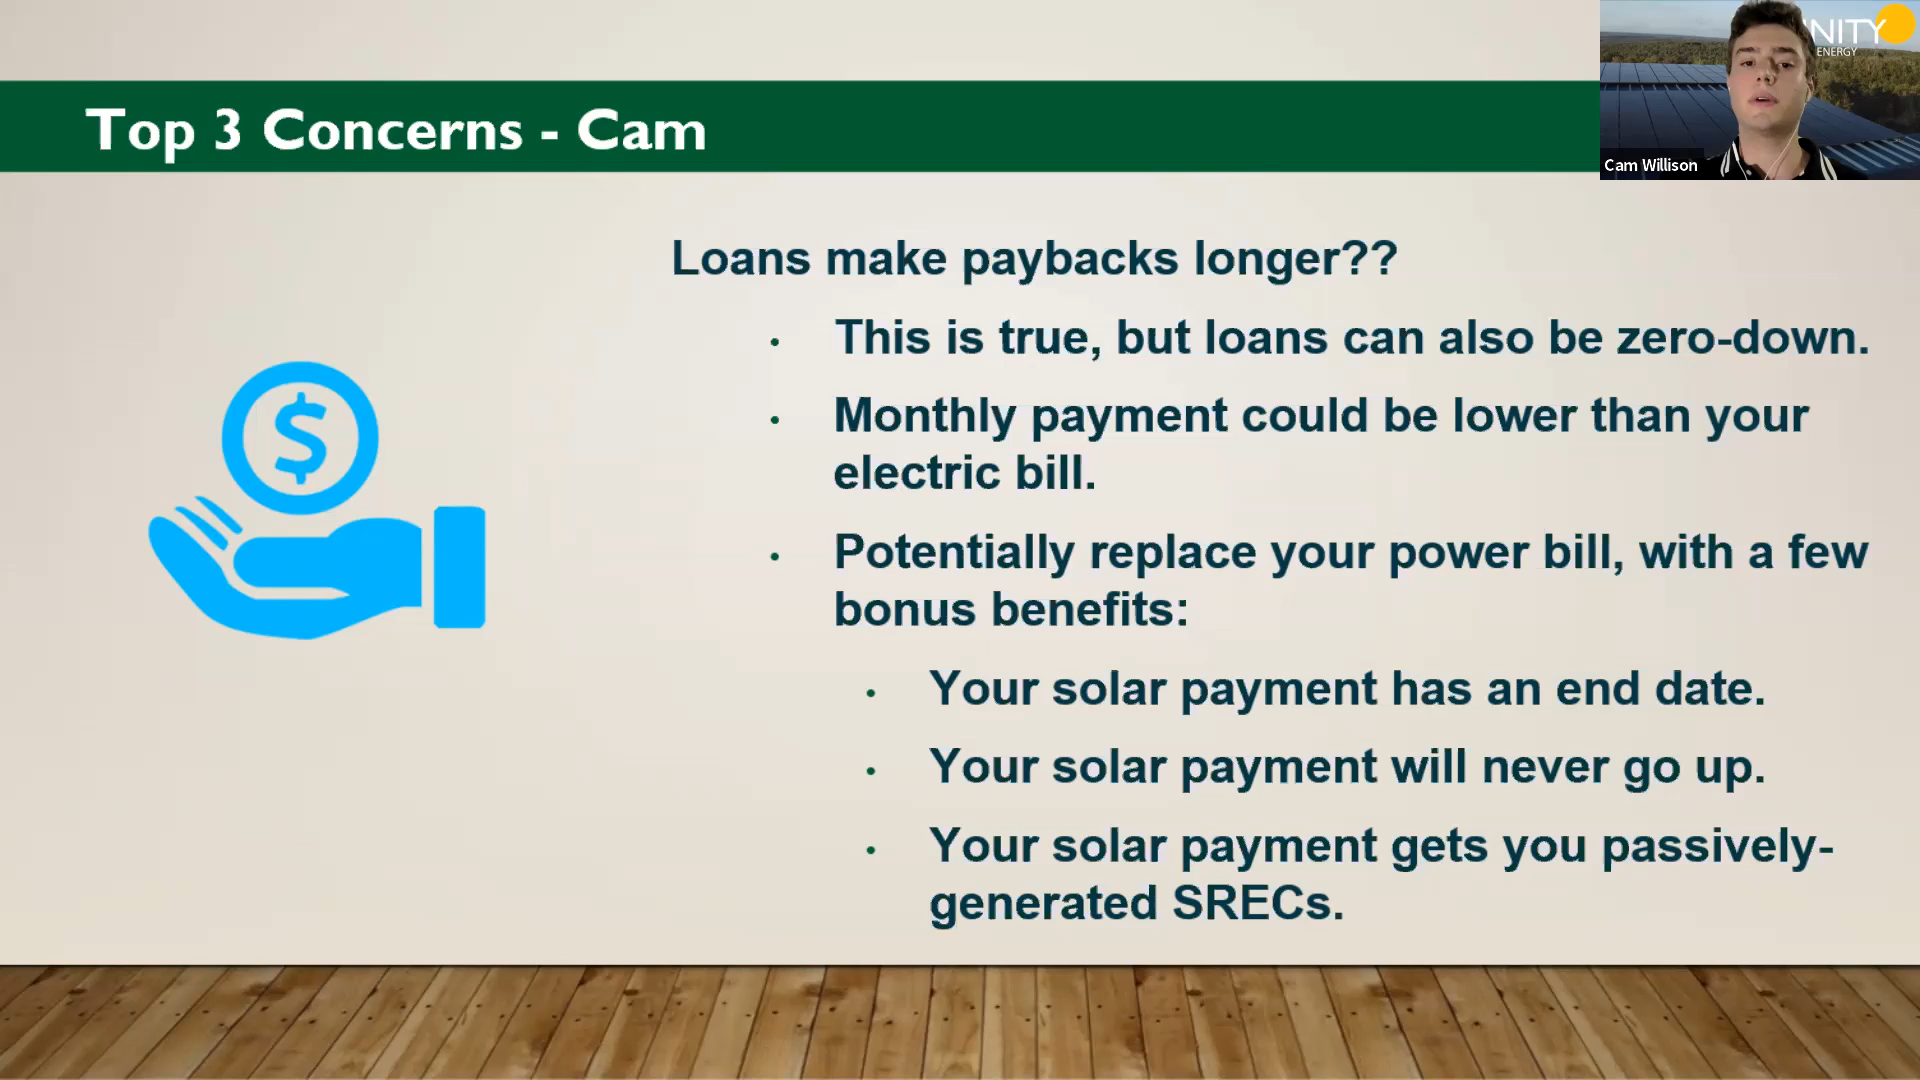 NITY
ENERGY
Top 3 Concerns - Cam
Cam Willison
Loans make paybacks longer??
$
• This is true, but loans can also be zero-down.
• Monthly payment could be lower than your
electric bill.
• Potentially replace your power bill, with a few
bonus benefits:
• Your solar payment has an end date.
• Your solar payment will never go up.
• Your solar payment gets you passively-
generated SRECs.